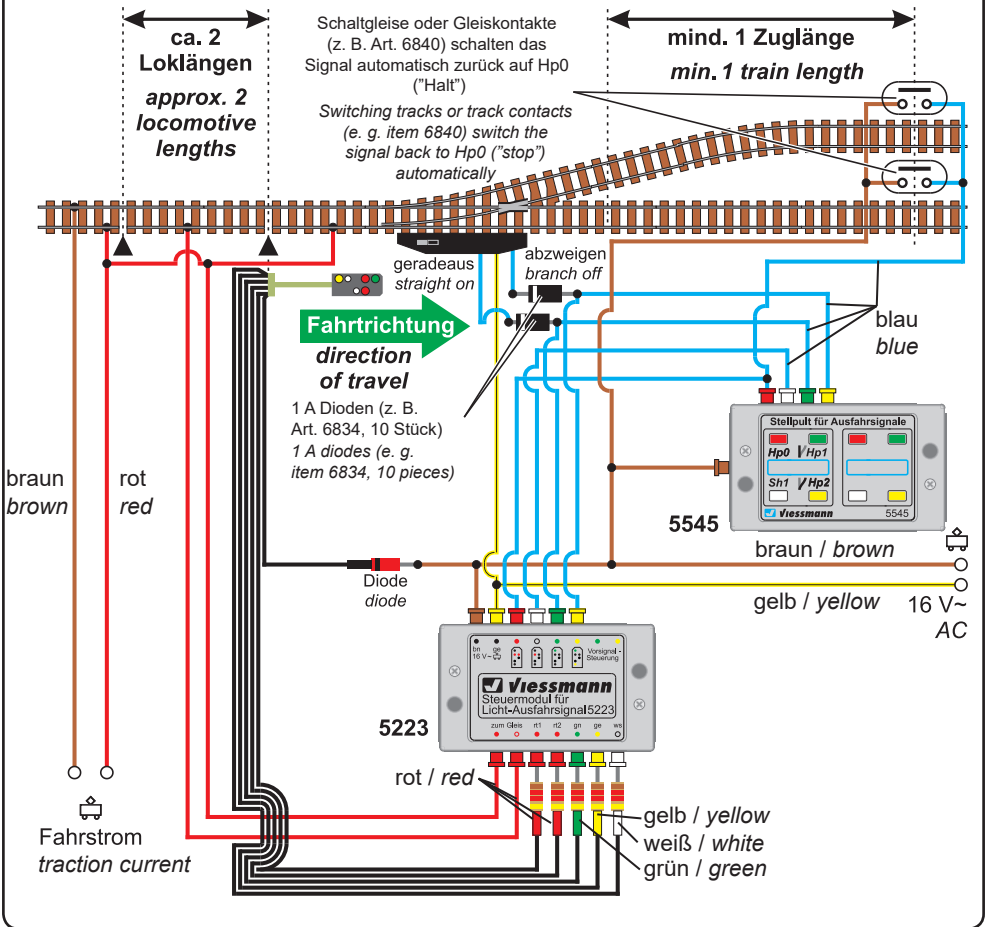 ca. 2
Loklängen
approx. 2
locomotive
lengths
Schaltgleise oder Gleiskontakte
(z. B. Art. 6840) schalten das
Signal automatisch zurück auf Hp0
("Halt")
Switching tracks or track contacts
(e. g. item 6840) switch the
signal back to Hp0 ("stop")
automatically
mind. 1 Zuglänge
min. 1 train length
geradeaus
straight on
abzweigen
branch off
Fahrtrichtung
direction
of travel
1 A Dioden (z. B.
Art. 6834, 10 Stück)
1 A diodes (e. g.
item 6834, 10 pieces)
blau
blue
braun
brown
rot
red
Stellpult für Ausfahrsignale
Hp0 Hp1
Sh1 Hp2
Viessmann 5545
5545
braun / brown
gelb / yellow
16 V~
AC
Diode
diode
bn ge
16 V~
Vorsignal -
Steuerung
Viessmann
Steuermodul für
Licht-Ausfahrsignal 5223
zum Gleis rt1 rt2 gn ge ws
5223
rot / red
gelb / yellow
weiß / white
grün / green
Fahrstrom
traction current